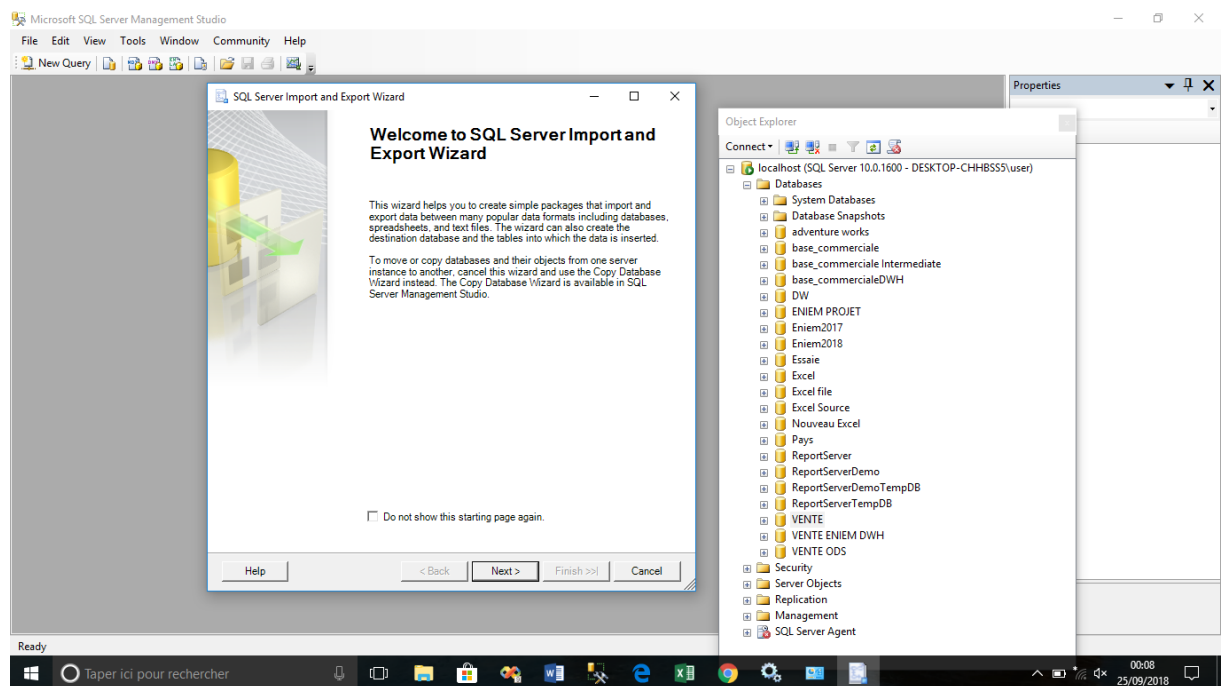 Microsoft SQL Server Management Studio
File Edit View Tools Window Community Help
New Query
SQL Server Import and Export Wizard
Welcome to SQL Server Import and
Export Wizard
This wizard helps you to create simple packages that import and
export data between many popular data formats including databases,
spreadsheets, and text files. The wizard can also create the
destination database and the tables into which the data is inserted.
To move or copy databases and their objects from one server
instance to another, cancel this wizard and use the Copy Database
Wizard instead. The Copy Database Wizard is available in SQL
Server Management Studio.
Do not show this starting page again.
Help < Back Next > Finish >>| Cancel
Properties
Object Explorer
Connect
localhost (SQL Server 10.0.1600 - DESKTOP-CHHBSS5\user)
Databases
System Databases
Database Snapshots
adventure works
base_commerciale
base_commerciale Intermediate
base_commercialeDWH
DW
ENIEM PROJET
Eniem2017
Eniem2018
Essaie
Excel
Excel file
Excel Source
Nouveau Excel
Pays
ReportServer
ReportServerDemo
ReportServerDemoTempDB
ReportServerTempDB
VENTE
VENTE ENIEM DWH
VENTE ODS
Security
Server Objects
Replication
Management
SQL Server Agent
Ready
Taper ici pour rechercher
00:08
25/09/2018